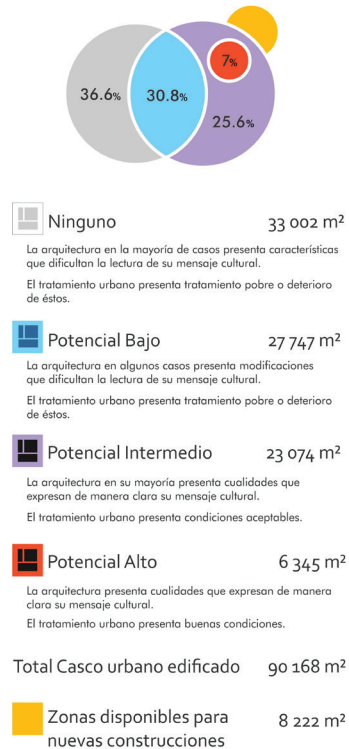 36.6%
30.8%
7%
25.6%
Ninguno 33 002 m²
La arquitectura en la mayoría de casos presenta características
que dificultan la lectura de su mensaje cultural.
El tratamiento urbano presenta tratamiento pobre o deterioro
de éstos.
Potencial Bajo 27 747 m²
La arquitectura en algunos casos presenta modificaciones
que dificultan la lectura de su mensaje cultural.
El tratamiento urbano presenta tratamiento pobre o deterioro
de éstos.
Potencial Intermedio 23 074 m²
La arquitectura en su mayoría presenta cualidades que
expresan de manera clara su mensaje cultural.
El tratamiento urbano presenta condiciones aceptables.
Potencial Alto 6 345 m²
La arquitectura presenta cualidades que expresan de manera
clara su mensaje cultural.
El tratamiento urbano presenta buenas condiciones.
Total Casco urbano edificado 90 168 m²
Zonas disponibles para 8 222 m²
nuevas construcciones